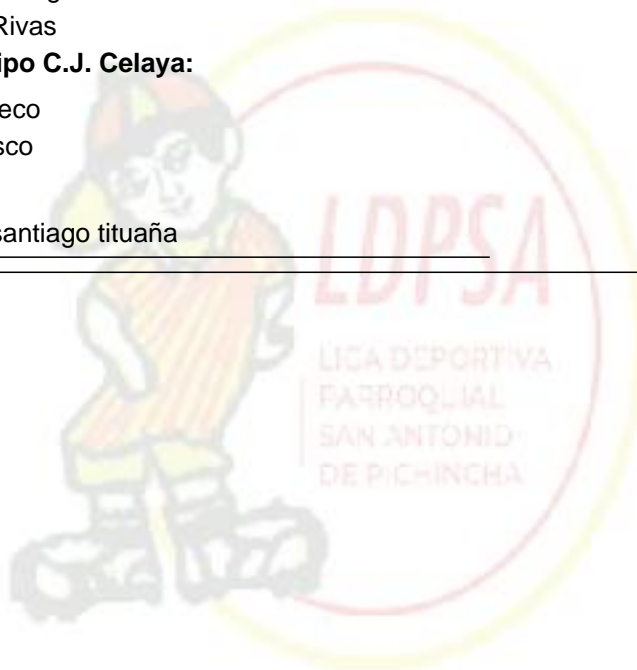 Rivas
ipo C.J. Celaya:
eco
sco
santiago tituaña
LDPSA
LIGA DEPORTIVA
PARROQUIAL
SAN ANTONIO
DE PICHINCHA